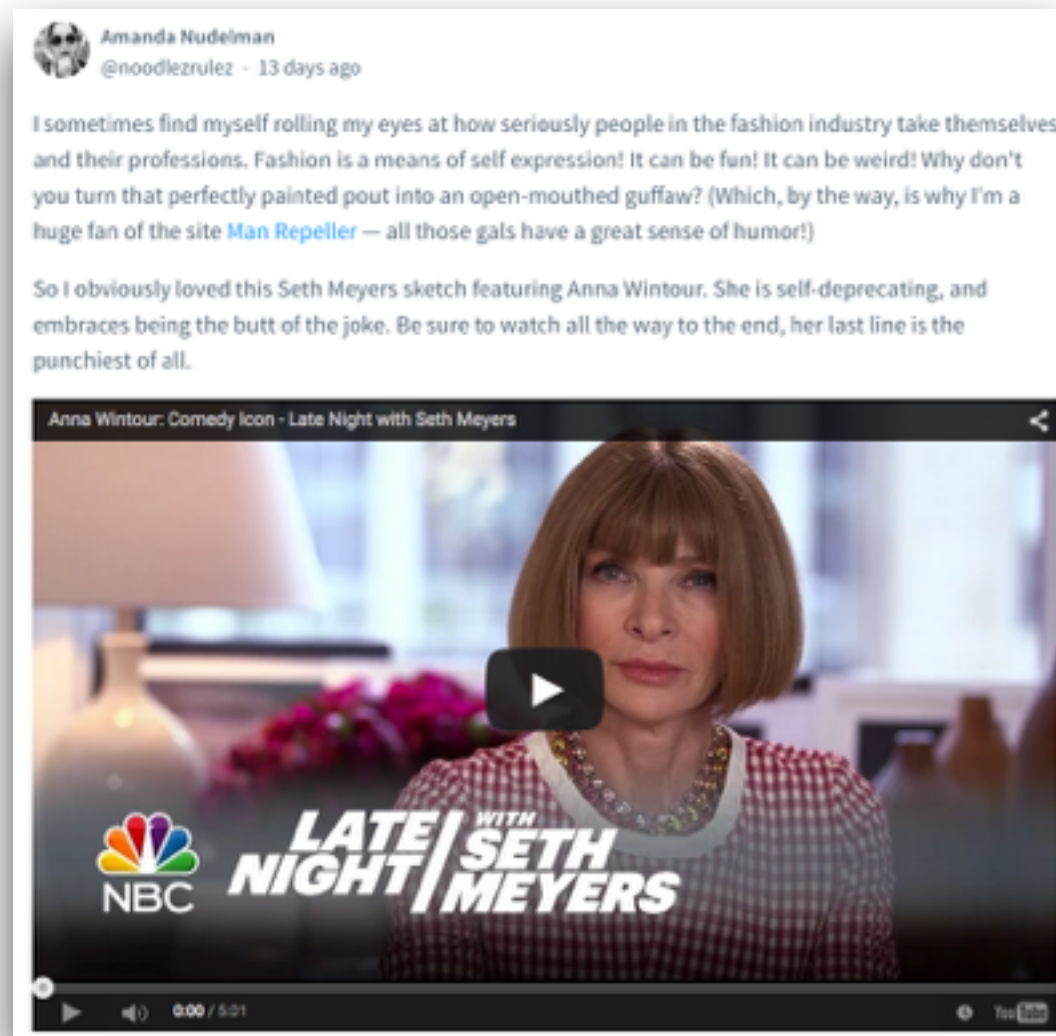 Amanda Nudelman
@noodlezrulez · 13 days ago
I sometimes find myself rolling my eyes at how seriously people in the fashion industry take themselves
and their professions. Fashion is a means of self expression! It can be fun! It can be weird! Why don't
you turn that perfectly painted pout into an open-mouthed guffaw? (Which, by the way, is why I'm a
huge fan of the site Man Repeller — all those gals have a great sense of humor!)
So I obviously loved this Seth Meyers sketch featuring Anna Wintour. She is self-deprecating, and
embraces being the butt of the joke. Be sure to watch all the way to the end, her last line is the
punchiest of all.
Anna Wintour: Comedy Icon - Late Night with Seth Meyers
NBC
LATE NIGHT
WITH
SETH
MEYERS
0:00 / 5:01
YouTube